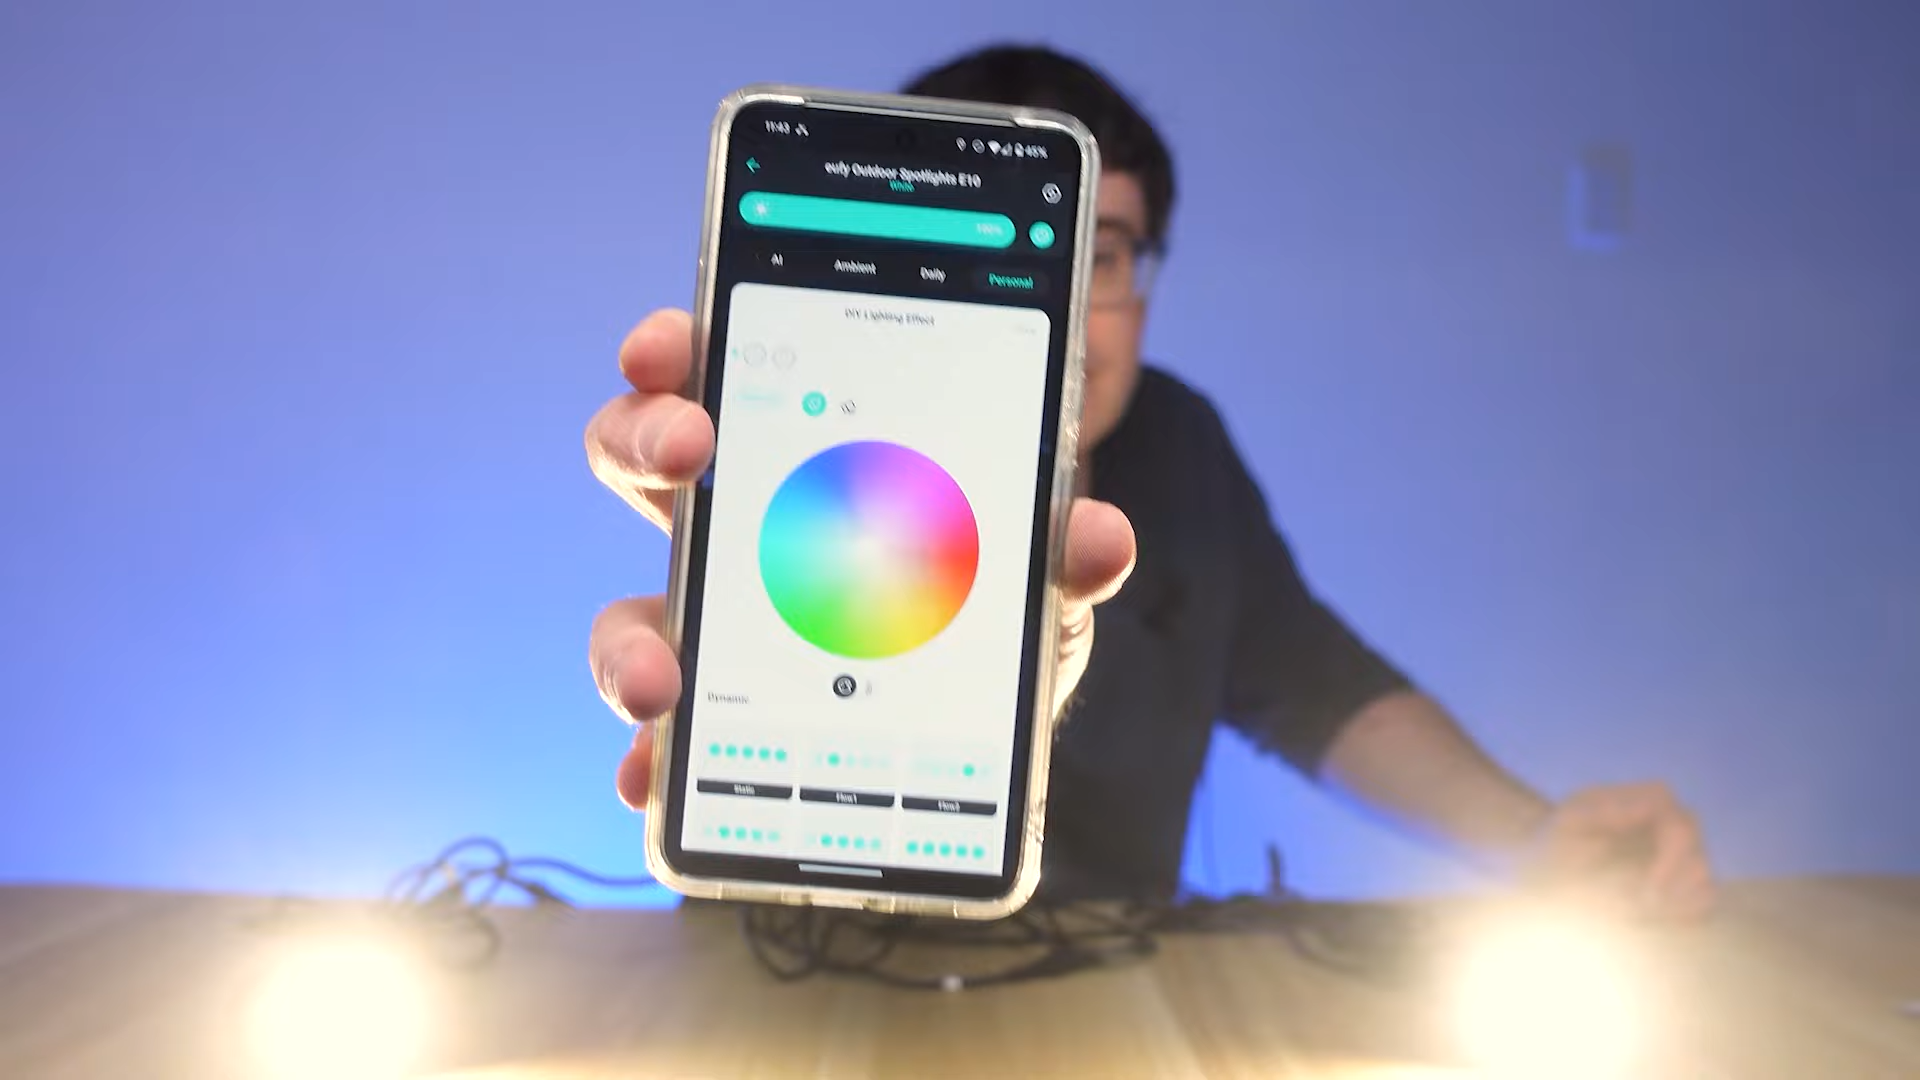 11:43
45%
eufy Outdoor Spotlights E10
White
100%
AI Ambient Daily Personal
DIY Lighting Effect
Dynamic
Static Flow1 Flow2